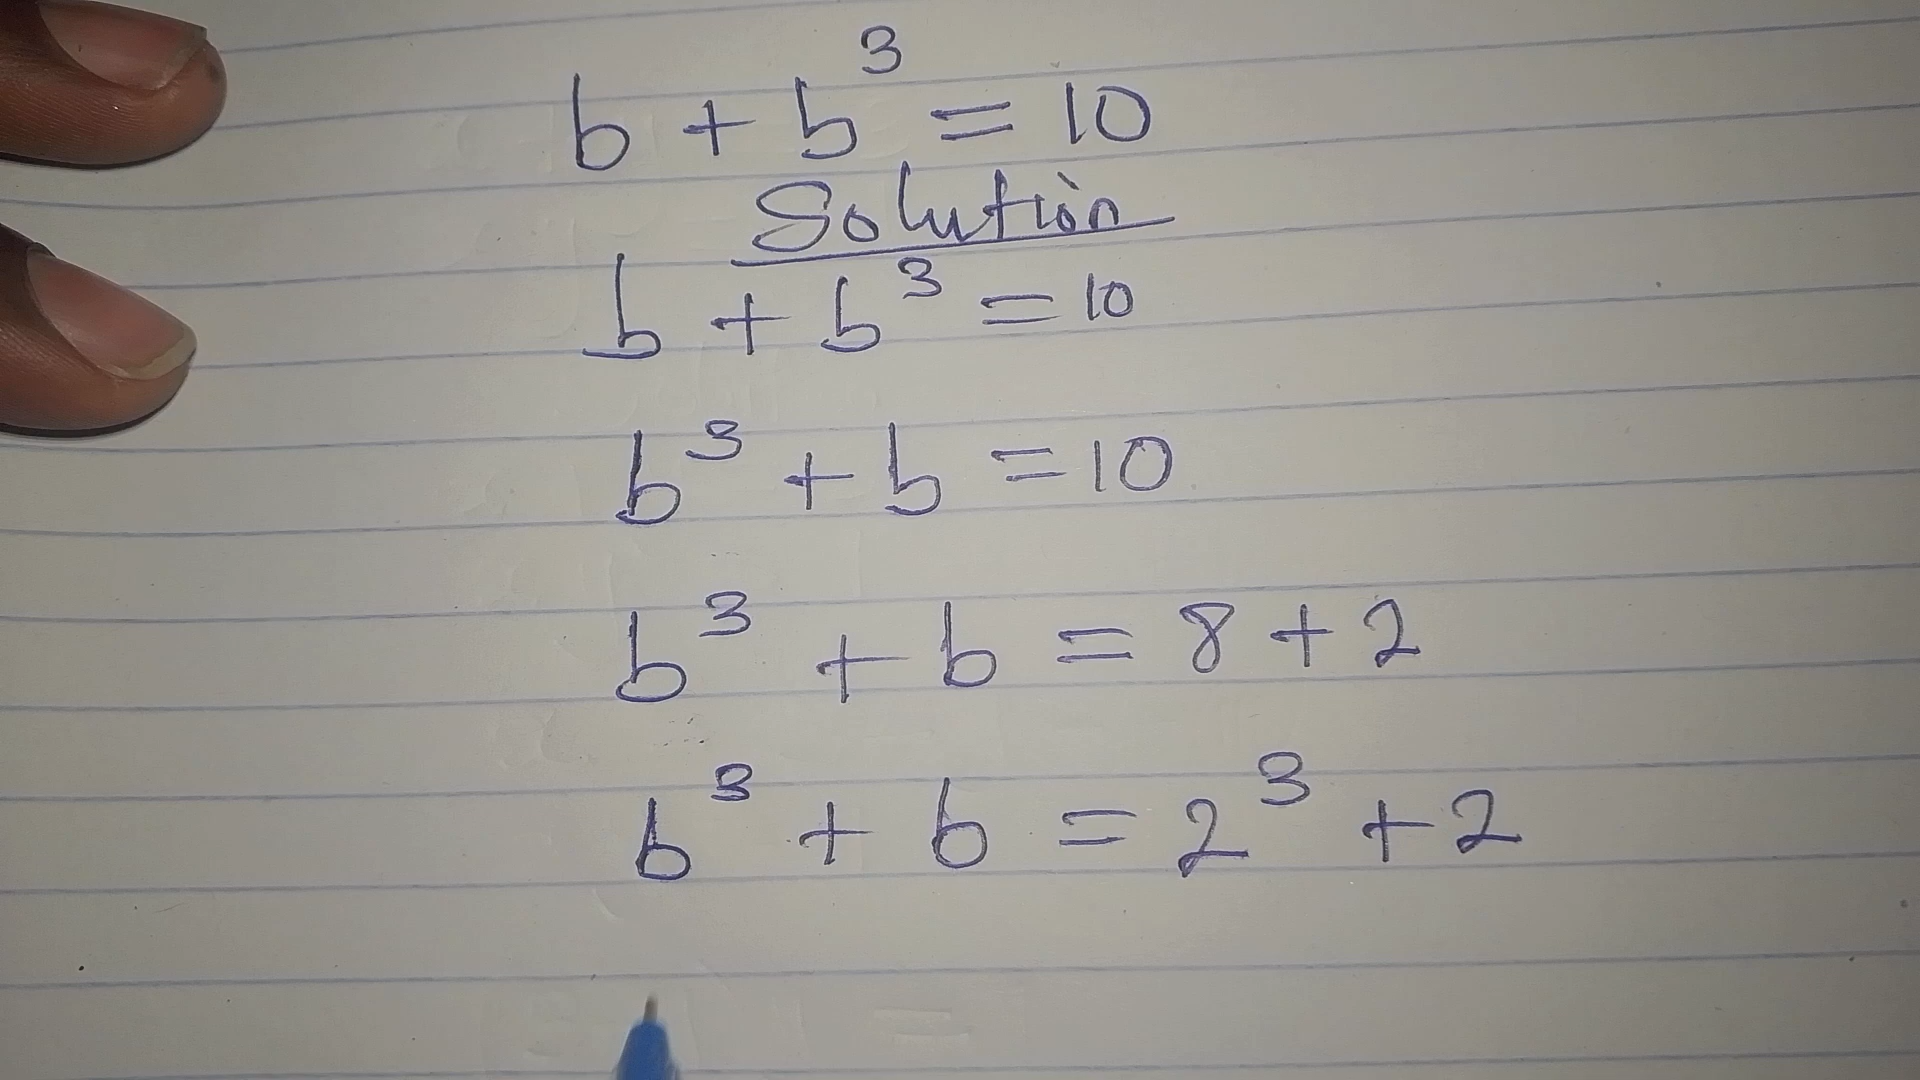 b + b³ = 10
Solution
b + b³ = 10
b³ + b = 10
b³ + b = 8 + 2
b³ + b = 2³ + 2